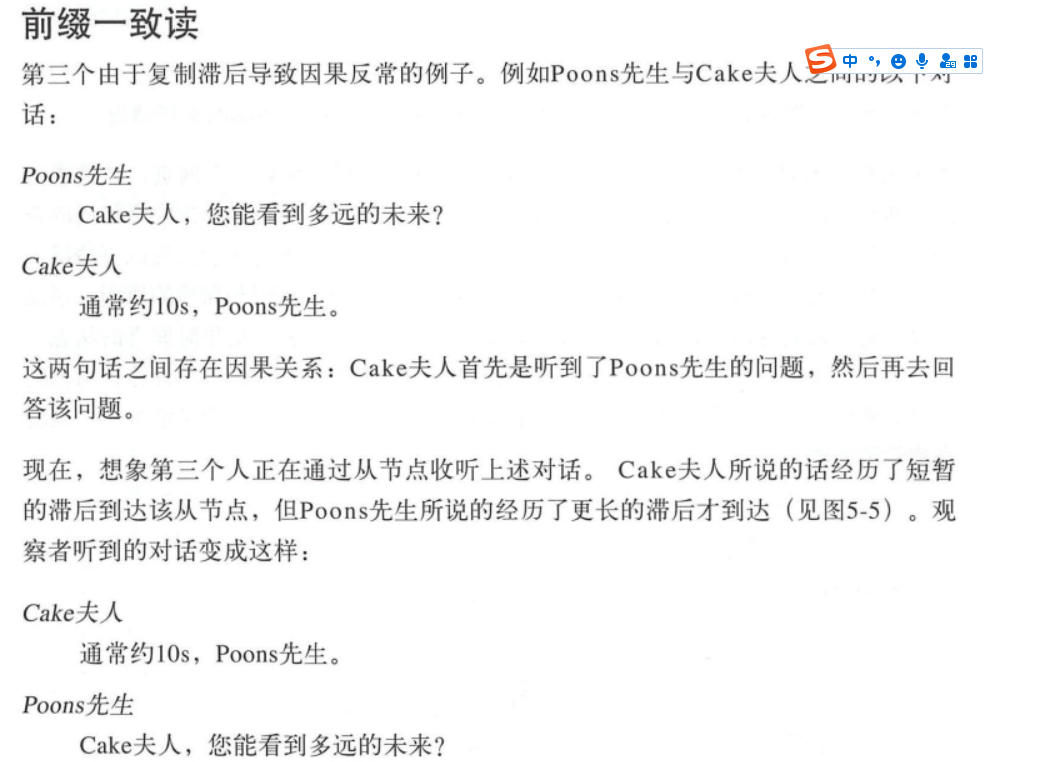 前缀一致读
第三个由于复制滞后导致因果反常的例子。例如Poons先生与Cake夫人之间的以下对
话：
Poons先生
Cake夫人，您能看到多远的未来？
Cake夫人
通常约10s，Poons先生。
这两句话之间存在因果关系：Cake夫人首先是听到了Poons先生的问题，然后再去回
答该问题。
现在，想象第三个人正在通过从节点收听上述对话。 Cake夫人所说的话经历了短暂
的滞后到达该从节点，但Poons先生所说的经历了更长的滞后才到达（见图5-5）。观
察者听到的对话变成这样：
Cake夫人
通常约10s，Poons先生。
Poons先生
Cake夫人，您能看到多远的未来？
中